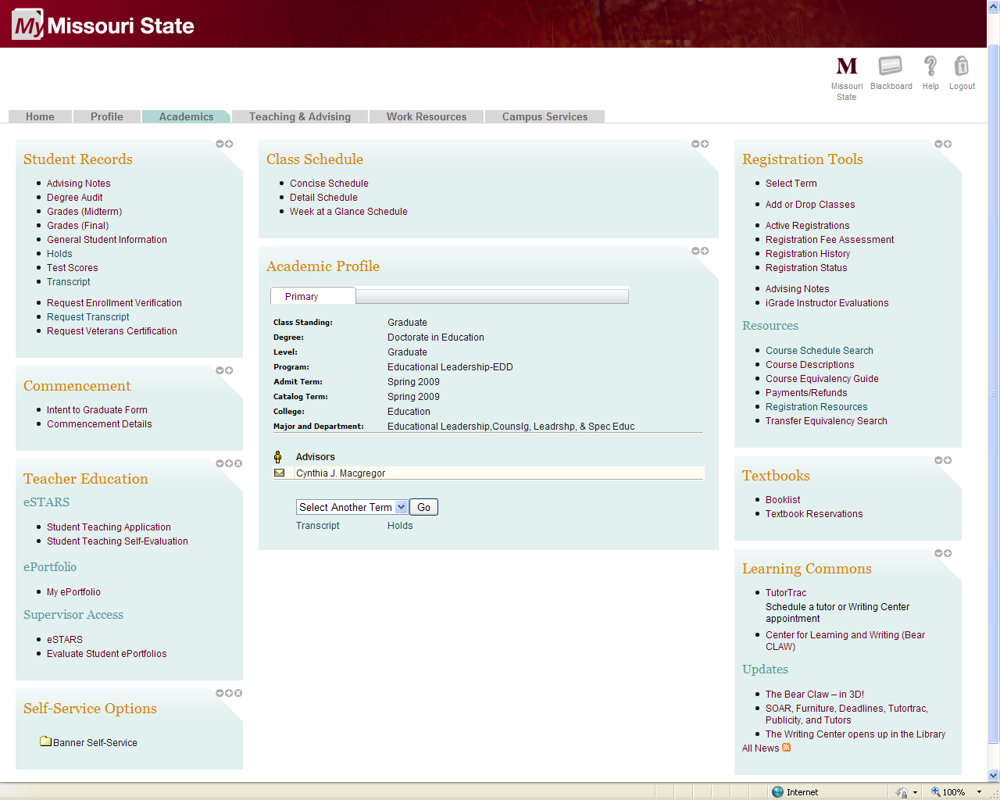 My Missouri State
Missouri State
Blackboard
Help
Logout
Home
Profile
Academics
Teaching & Advising
Work Resources
Campus Services
Student Records
Advising Notes
Degree Audit
Grades (Midterm)
Grades (Final)
General Student Information
Holds
Test Scores
Transcript
Request Enrollment Verification
Request Transcript
Request Veterans Certification
Commencement
Intent to Graduate Form
Commencement Details
Teacher Education
eSTARS
Student Teaching Application
Student Teaching Self-Evaluation
ePortfolio
My ePortfolio
Supervisor Access
eSTARS
Evaluate Student ePortfolios
Self-Service Options
Banner Self-Service
Class Schedule
Concise Schedule
Detail Schedule
Week at a Glance Schedule
Academic Profile
Primary
Class Standing: Graduate
Degree: Doctorate in Education
Level: Graduate
Program: Educational Leadership-EDD
Admit Term: Spring 2009
Catalog Term: Spring 2009
College: Education
Major and Department: Educational Leadership,Counslg, Leadrshp, & Spec Educ
Advisors
Cynthia J. Macgregor
Select Another Term Go
Transcript Holds
Registration Tools
Select Term
Add or Drop Classes
Active Registrations
Registration Fee Assessment
Registration History
Registration Status
Advising Notes
iGrade Instructor Evaluations
Resources
Course Schedule Search
Course Descriptions
Course Equivalency Guide
Payments/Refunds
Registration Resources
Transfer Equivalency Search
Textbooks
Booklist
Textbook Reservations
Learning Commons
TutorTrac
Schedule a tutor or Writing Center
appointment
Center for Learning and Writing (Bear
CLAW)
Updates
The Bear Claw – in 3D!
SOAR, Furniture, Deadlines, Tutortrac,
Publicity, and Tutors
The Writing Center opens up in the Library
All News
Internet
100%